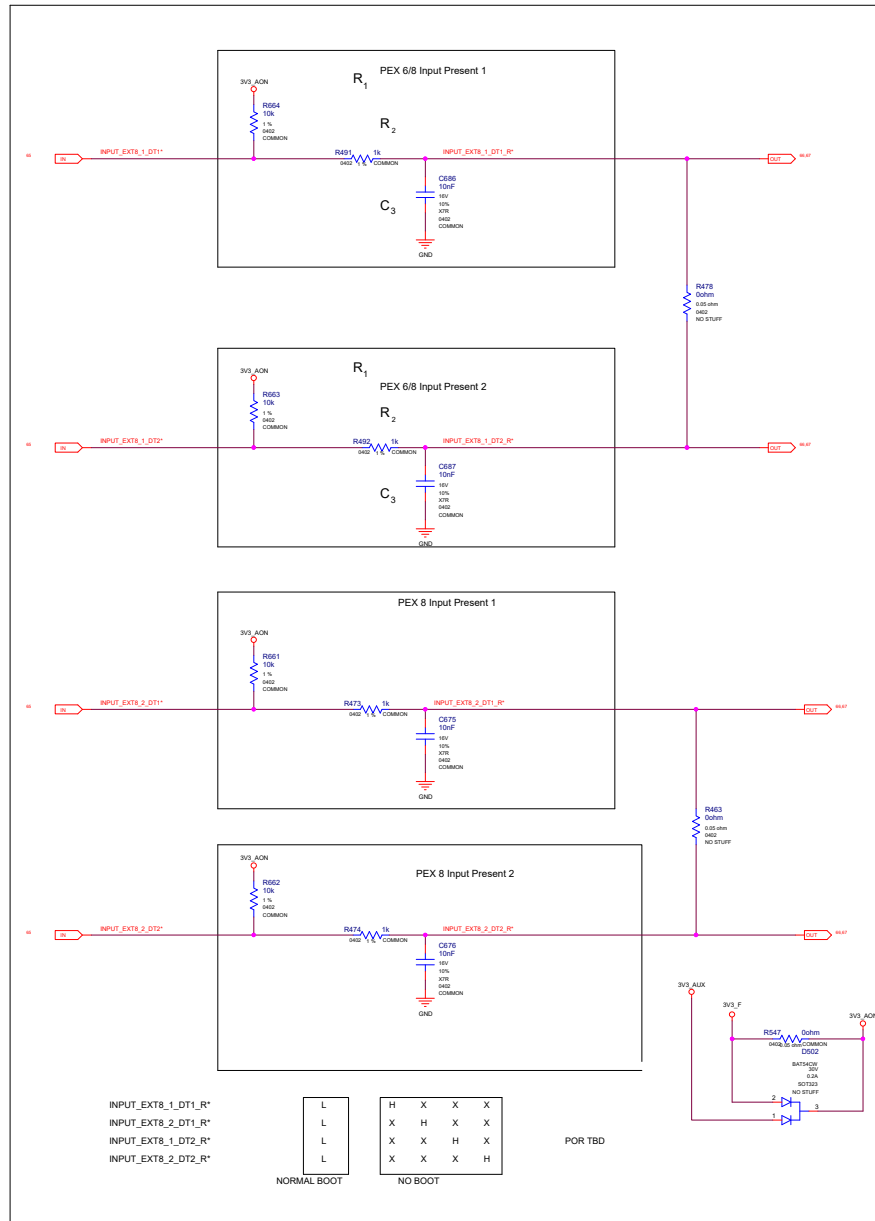 PEX 6/8 Input Present 1
R1
3V3_AON
R664
10k
1 %
0402
COMMON
R2
INPUT_EXT8_1_DT1*
R491 1k
INPUT_EXT8_1_DT1_R*
IN
0402 1 % COMMON
OUT
C686
10nF
16V
10%
X7R
0402
COMMON
C3
GND
R478
0ohm
0.05 ohm
0402
NO STUFF
R1
PEX 6/8 Input Present 2
3V3_AON
R663
10k
1 %
0402
COMMON
R2
INPUT_EXT8_1_DT2*
R492 1k
INPUT_EXT8_1_DT2_R*
IN
0402 1 % COMMON
OUT
C687
10nF
16V
10%
X7R
0402
COMMON
C3
GND
PEX 8 Input Present 1
3V3_AON
R661
10k
1 %
0402
COMMON
INPUT_EXT8_2_DT1*
R473 1k
INPUT_EXT8_2_DT1_R*
IN
0402 1 % COMMON
OUT
C675
10nF
16V
10%
X7R
0402
COMMON
GND
R463
0ohm
0.05 ohm
0402
NO STUFF
PEX 8 Input Present 2
3V3_AON
R662
10k
1 %
0402
COMMON
INPUT_EXT8_2_DT2*
R474 1k
INPUT_EXT8_2_DT2_R*
IN
0402 1 % COMMON
OUT
C676
10nF
16V
10%
X7R
0402
COMMON
GND
3V3_AUX
3V3_F
3V3_AON
R547 0ohm
0402 0.05 ohm COMMON
D502
BAT54CW
30V
0.2A
SOT323
NO STUFF
2
1
3
INPUT_EXT8_1_DT1_R* L H X X X
INPUT_EXT8_2_DT1_R* L X H X X
INPUT_EXT8_1_DT2_R* L X X H X POR TBD
INPUT_EXT8_2_DT2_R* L X X X H
NORMAL BOOT NO BOOT